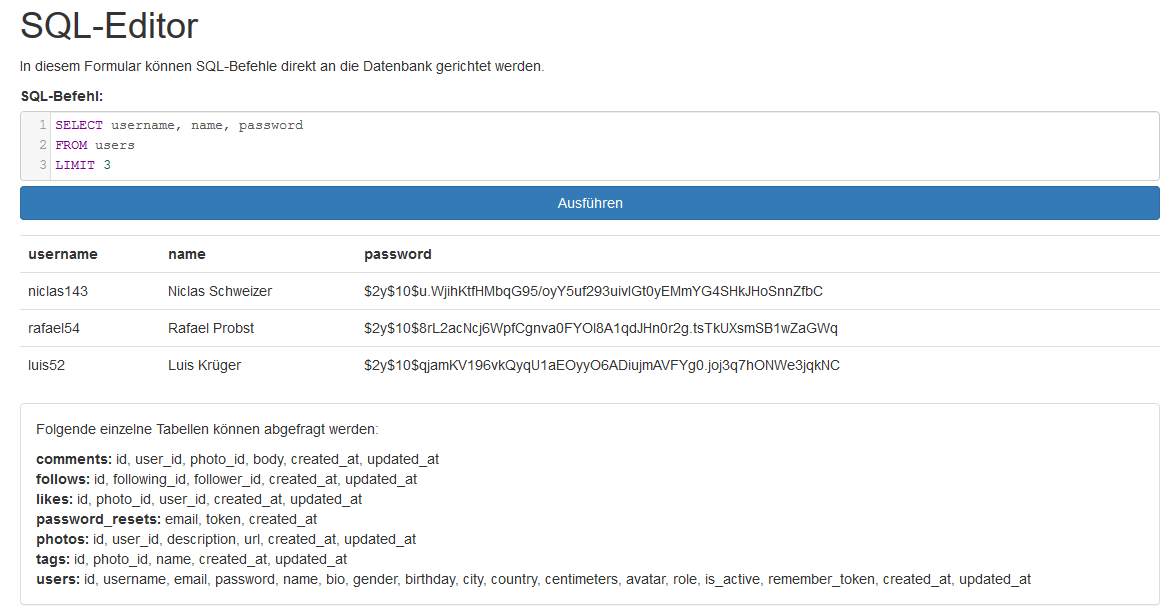 SQL-Editor
In diesem Formular können SQL-Befehle direkt an die Datenbank gerichtet werden.
SQL-Befehl:
1 SELECT username, name, password
2 FROM users
3 LIMIT 3
Ausführen
username name password
niclas143 Niclas Schweizer $2y$10$u.WjihKtfHMbqG95/oyY5uf293uivlGt0yEMmYG4SHkJHoSnnZfbC
rafael54 Rafael Probst $2y$10$8rL2acNcj6WpfCgnva0FYOl8A1qdJHn0r2g.tsTkUXsmSB1wZaGWq
luis52 Luis Krüger $2y$10$qjamKV196vkQyqU1aEOyyO6ADiujmAVFYg0.joj3q7hONWe3jqkNC
Folgende einzelne Tabellen können abgefragt werden:
comments: id, user_id, photo_id, body, created_at, updated_at
follows: id, following_id, follower_id, created_at, updated_at
likes: id, photo_id, user_id, created_at, updated_at
password_resets: email, token, created_at
photos: id, user_id, description, url, created_at, updated_at
tags: id, photo_id, name, created_at, updated_at
users: id, username, email, password, name, bio, gender, birthday, city, country, centimeters, avatar, role, is_active, remember_token, created_at, updated_at